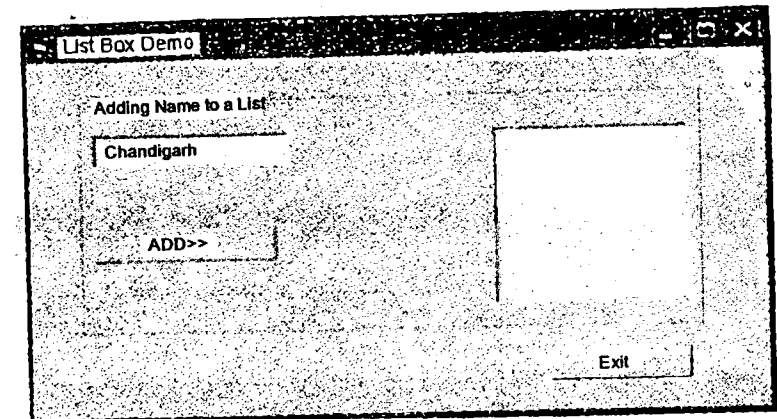 List Box Demo
Adding Name to a List
Chandigarh
ADD>>
Exit